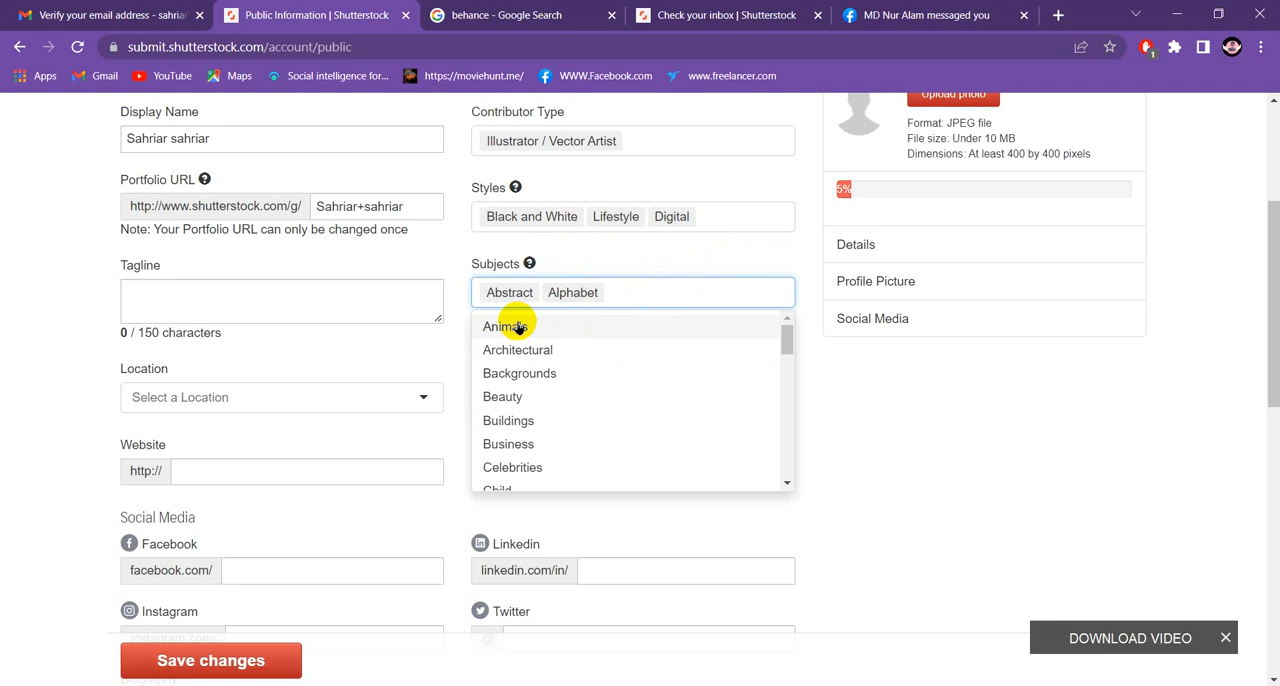 Verify your email address - sahriar
Public Information | Shutterstock
behance - Google Search
Check your inbox | Shutterstock
MD Nur Alam messaged you
submit.shutterstock.com/account/public
1
Apps
Gmail
YouTube
Maps
Social intelligence for...
https://moviehunt.me/
WWW.Facebook.com
www.freelancer.com
Display Name
Sahriar sahriar
Contributor Type
Illustrator / Vector Artist
Upload photo
Format: JPEG file
File size: Under 10 MB
Dimensions: At least 400 by 400 pixels
5%
Portfolio URL
http://www.shutterstock.com/g/
Sahriar+sahriar
Note: Your Portfolio URL can only be changed once
Styles
Black and White
Lifestyle
Digital
Details
Profile Picture
Social Media
Tagline
0 / 150 characters
Subjects
Abstract
Alphabet
Animals
Architectural
Backgrounds
Beauty
Buildings
Business
Celebrities
Child
Location
Select a Location
Website
http://
Social Media
Facebook
facebook.com/
Linkedin
linkedin.com/in/
Instagram
instagram.com/
Twitter
Save changes
Biography
DOWNLOAD VIDEO